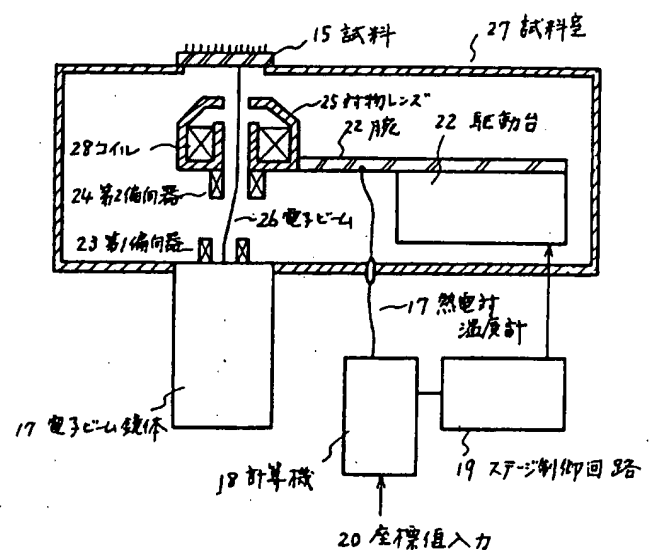 15 試料
27 試料室
25 対物レンズ
22 腕
22 駆動台
28 コイル
24 第2偏向器
26 電子ビーム
23 第1偏向器
17 熱電対
温度計
17 電子ビーム鏡体
18 計算機
19 ステージ制御回路
20 座標値入力